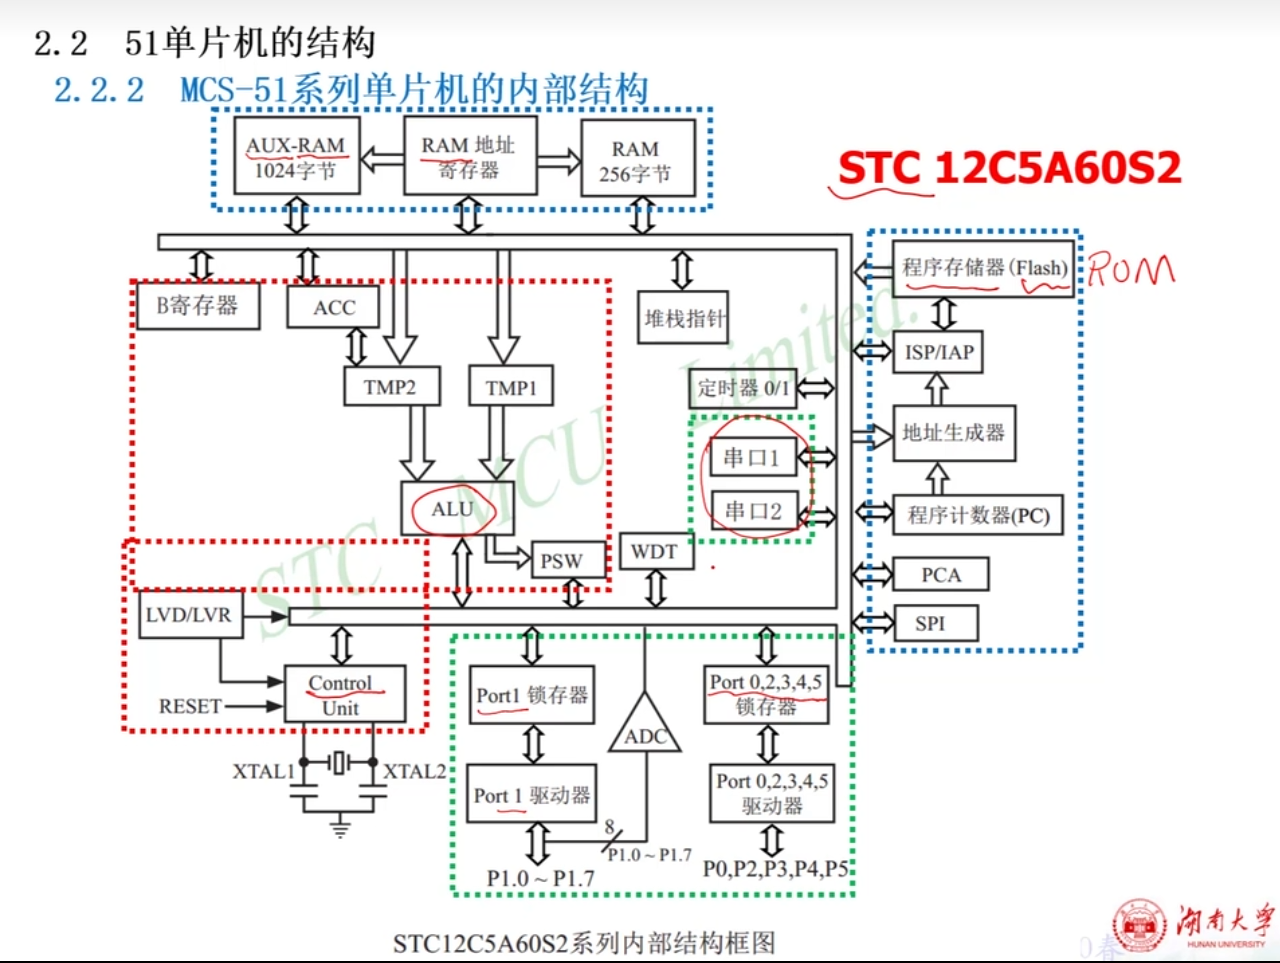 2.2 51单片机的结构
2.2.2 MCS-51系列单片机的内部结构
AUX-RAM
1024字节
RAM 地址
寄存器
RAM
256字节
STC 12C5A60S2
程序存储器(Flash)
ROM
B寄存器
ACC
堆栈指针
ISP/IAP
TMP2
TMP1
定时器 0/1
地址生成器
串口1
串口2
ALU
程序计数器(PC)
PSW
WDT
PCA
SPI
LVD/LVR
Control
Unit
RESET
XTAL1
XTAL2
Port1 锁存器
ADC
Port 0,2,3,4,5
锁存器
Port 1 驱动器
Port 0,2,3,4,5
驱动器
8
P1.0 ~ P1.7
P1.0 ~ P1.7
P0,P2,P3,P4,P5
STC MCU Limited.
STC12C5A60S2系列内部结构框图
湖南大学
HUNAN UNIVERSITY